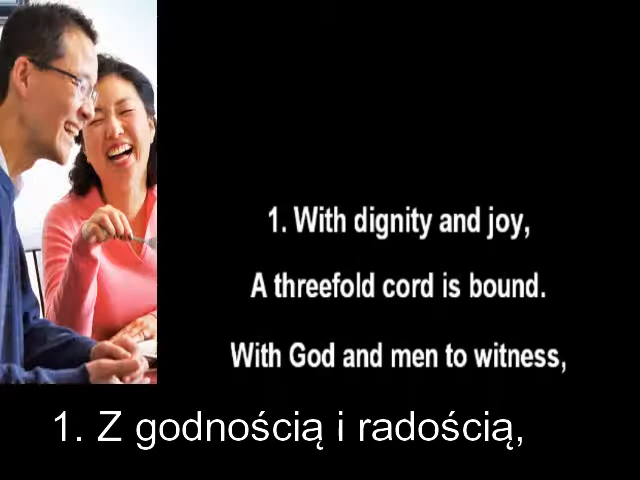 1. With dignity and joy,
A threefold cord is bound.
With God and men to witness,
1. Z godnością i radością,